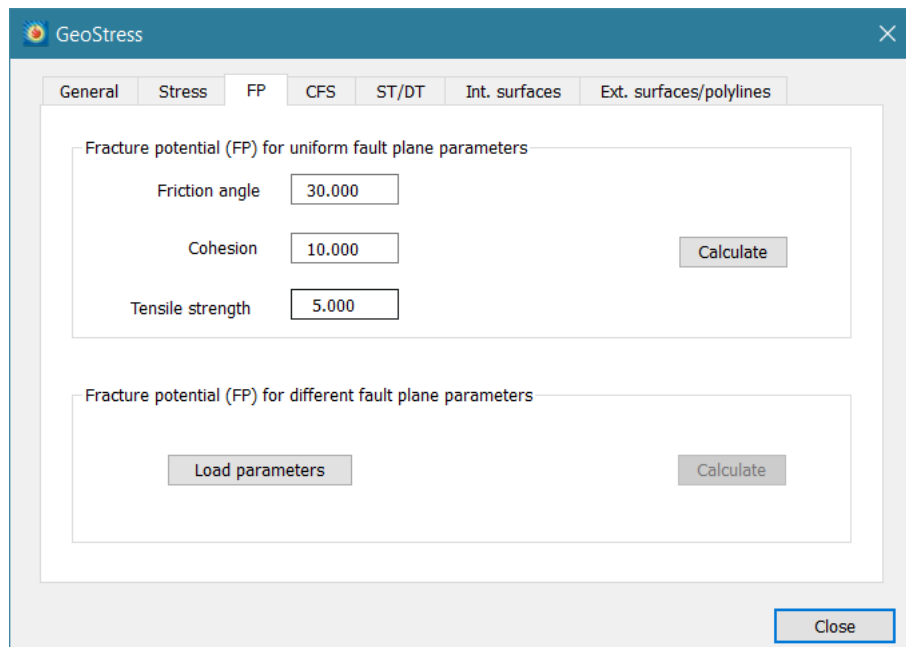 GeoStress
General Stress FP CFS ST/DT Int. surfaces Ext. surfaces/polylines
Fracture potential (FP) for uniform fault plane parameters
Friction angle 30.000
Cohesion 10.000 Calculate
Tensile strength 5.000
Fracture potential (FP) for different fault plane parameters
Load parameters Calculate
Close